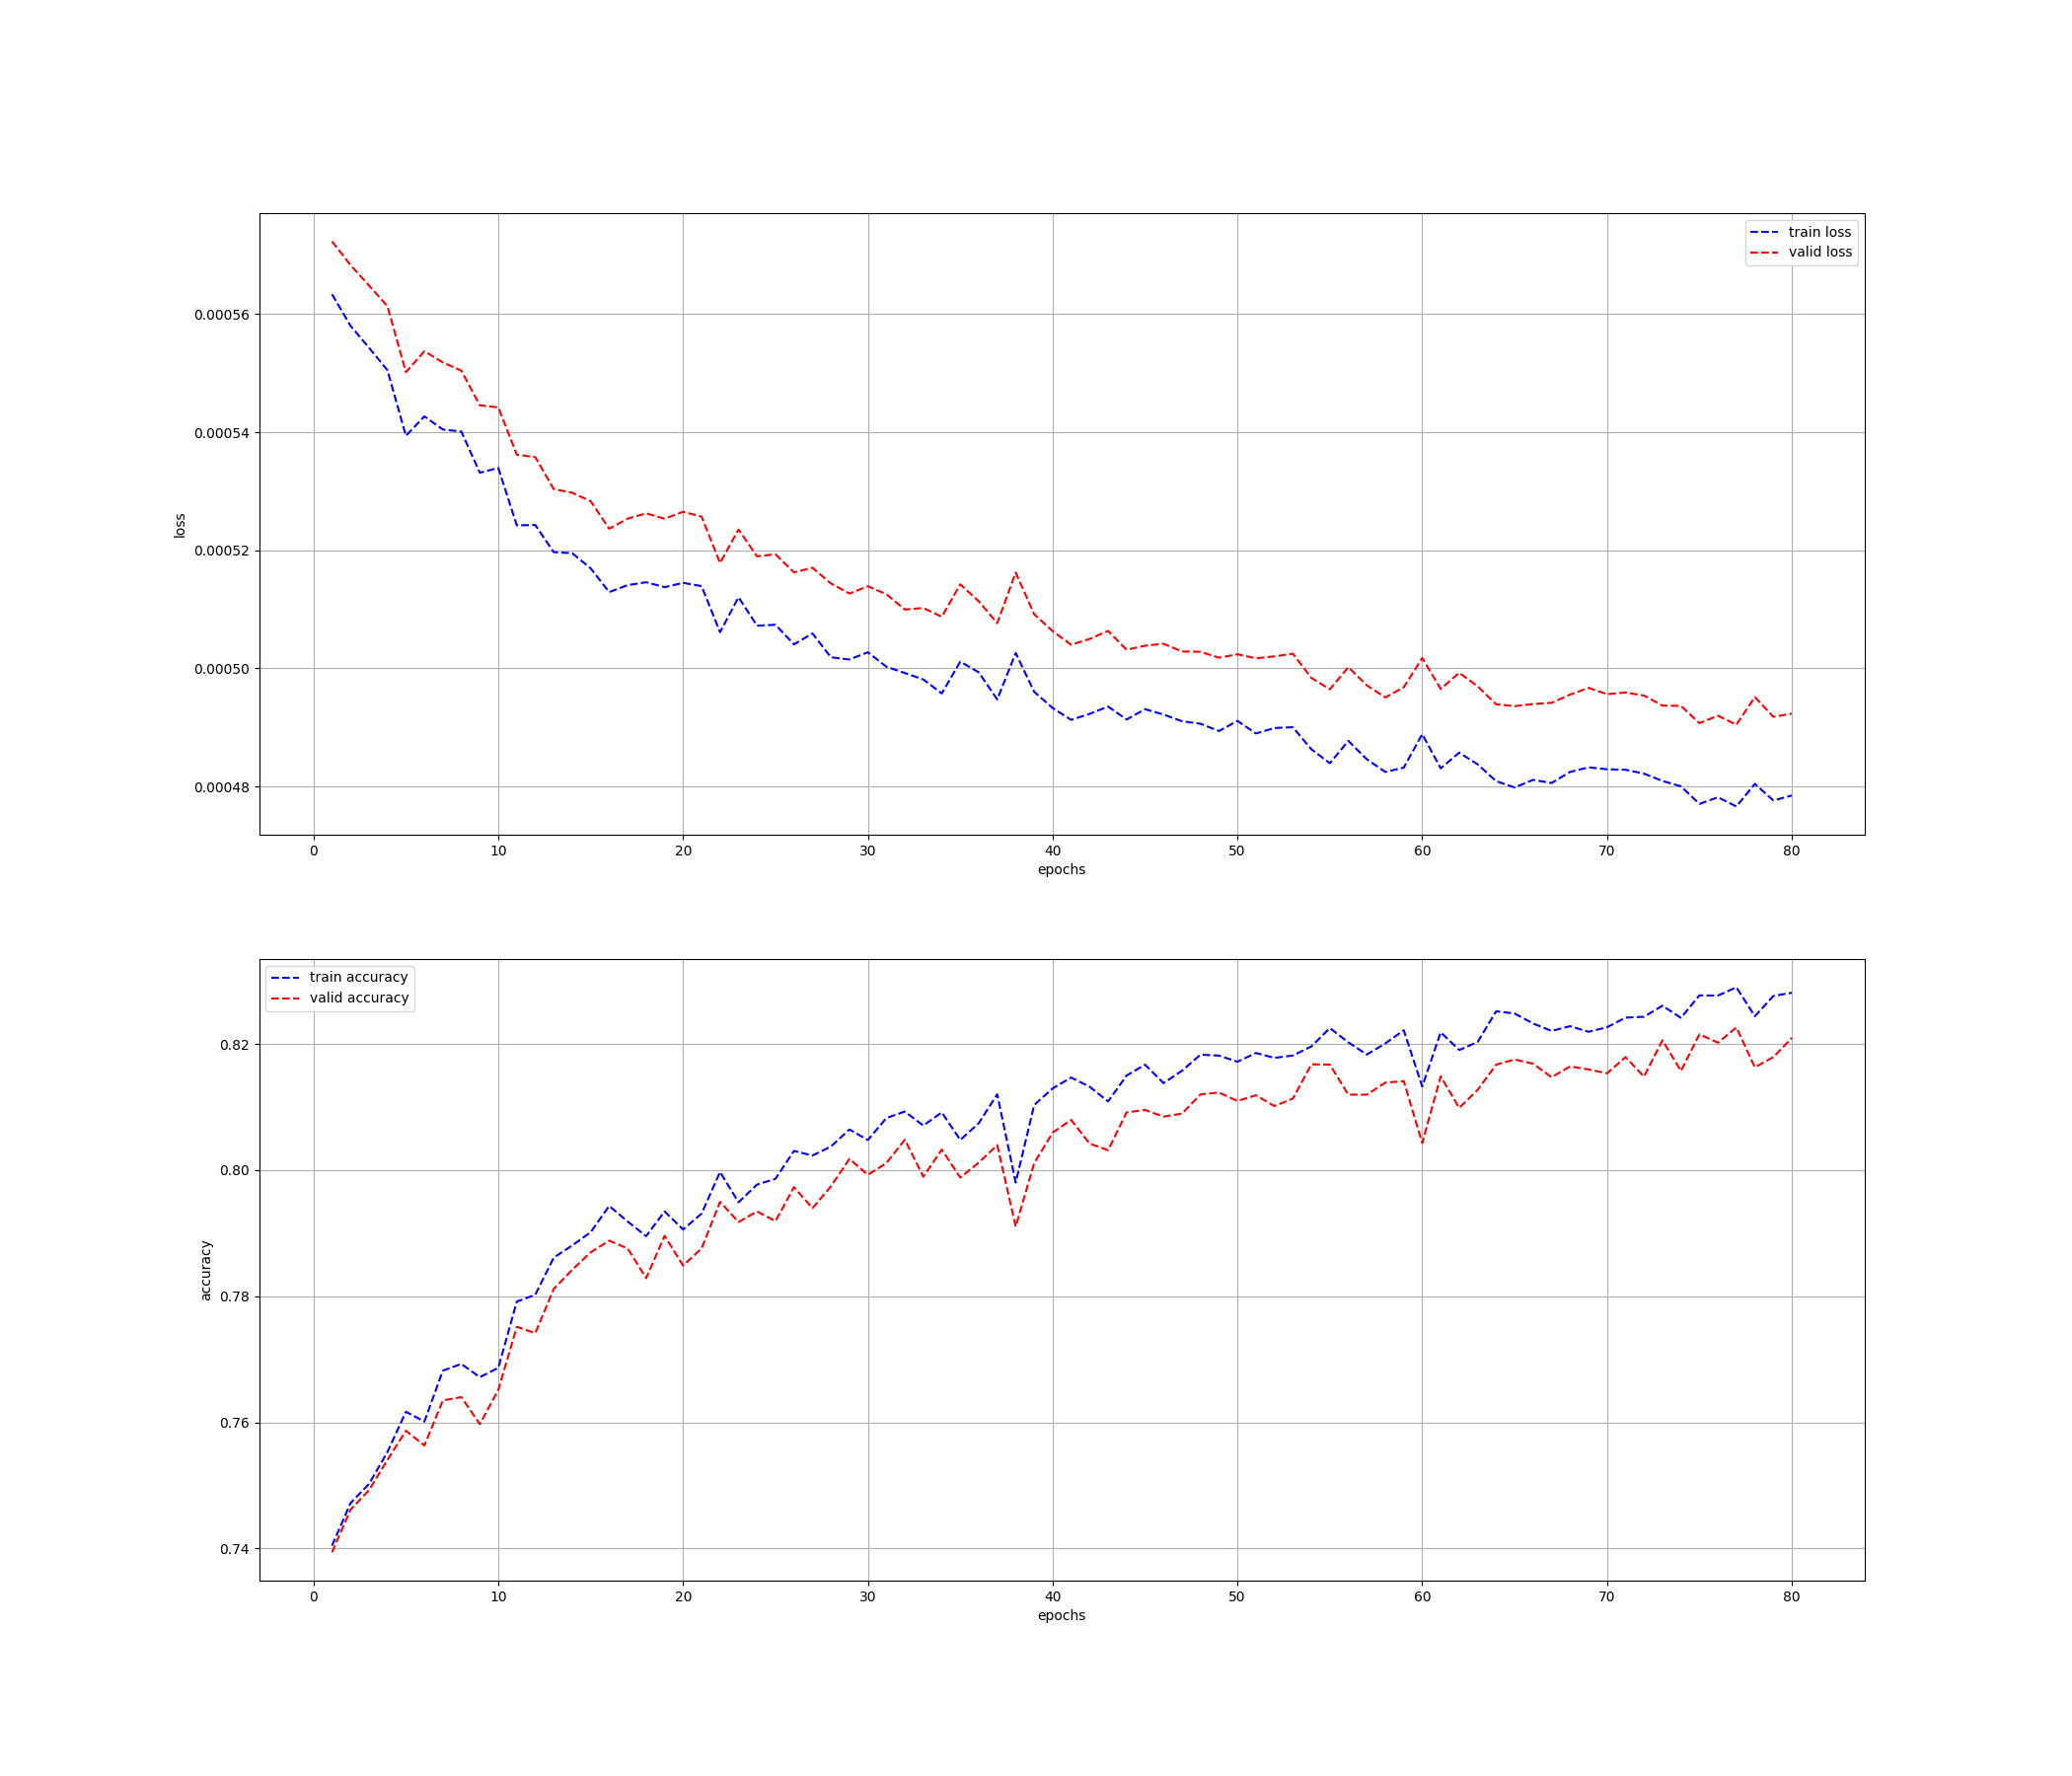 train loss
valid loss
0.00056
0.00054
0.00052
0.00050
0.00048
loss
0 10 20 30 40 50 60 70 80
epochs
train accuracy
valid accuracy
0.82
0.80
0.78
0.76
0.74
accuracy
0 10 20 30 40 50 60 70 80
epochs